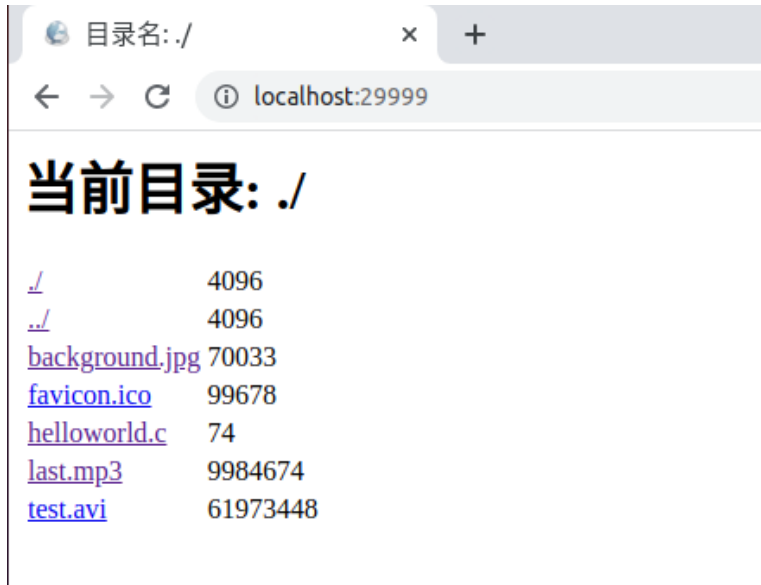 目录名: ./
localhost:29999
当前目录: ./
./ 4096
../ 4096
background.jpg 70033
favicon.ico 99678
helloworld.c 74
last.mp3 9984674
test.avi 61973448